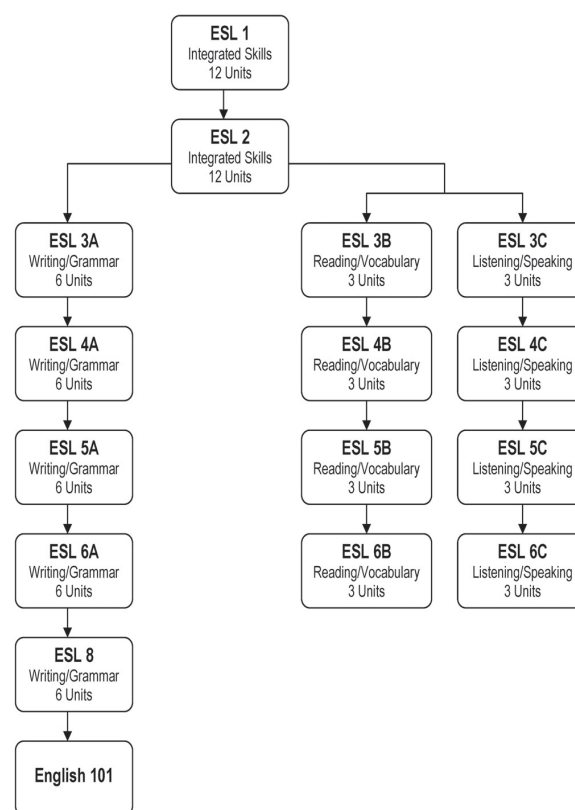 ESL 1
Integrated Skills
12 Units
ESL 2
Integrated Skills
12 Units
ESL 3A
Writing/Grammar
6 Units
ESL 3B
Reading/Vocabulary
3 Units
ESL 3C
Listening/Speaking
3 Units
ESL 4A
Writing/Grammar
6 Units
ESL 4B
Reading/Vocabulary
3 Units
ESL 4C
Listening/Speaking
3 Units
ESL 5A
Writing/Grammar
6 Units
ESL 5B
Reading/Vocabulary
3 Units
ESL 5C
Listening/Speaking
3 Units
ESL 6A
Writing/Grammar
6 Units
ESL 6B
Reading/Vocabulary
3 Units
ESL 6C
Listening/Speaking
3 Units
ESL 8
Writing/Grammar
6 Units
English 101